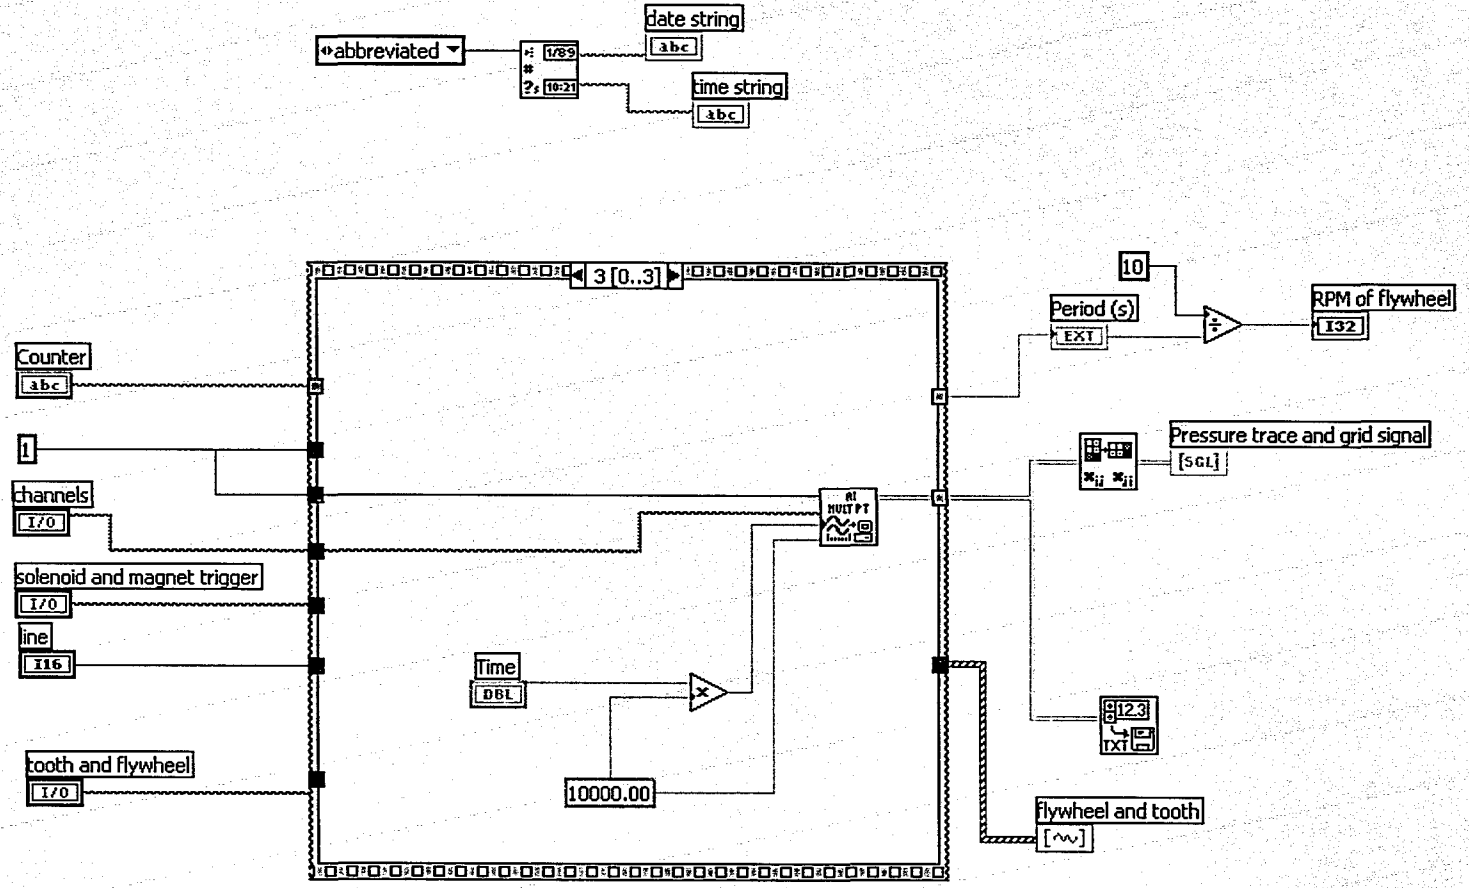 date string
abbreviated
1/89
abc
#
?s 10:21
time string
abc
3 [0..3]
10
Period (s)
RPM of flywheel
EXT
÷
I32
Counter
abc
1
Pressure trace and grid signal
[SGL]
xij xji
channels
I/O
AI
MULT PT
solenoid and magnet trigger
I/O
line
I16
Time
DBL
x
12.3
TXT
tooth and flywheel
I/O
10000.00
flywheel and tooth